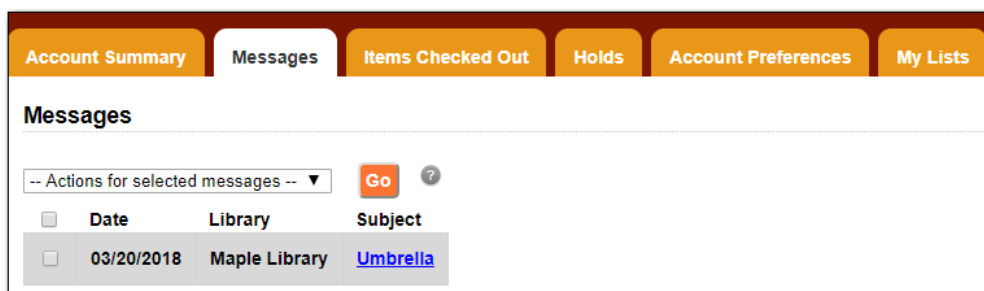 Account Summary Messages Items Checked Out Holds Account Preferences My Lists
Messages
-- Actions for selected messages -- ▼ Go ?
Date Library Subject
03/20/2018 Maple Library Umbrella